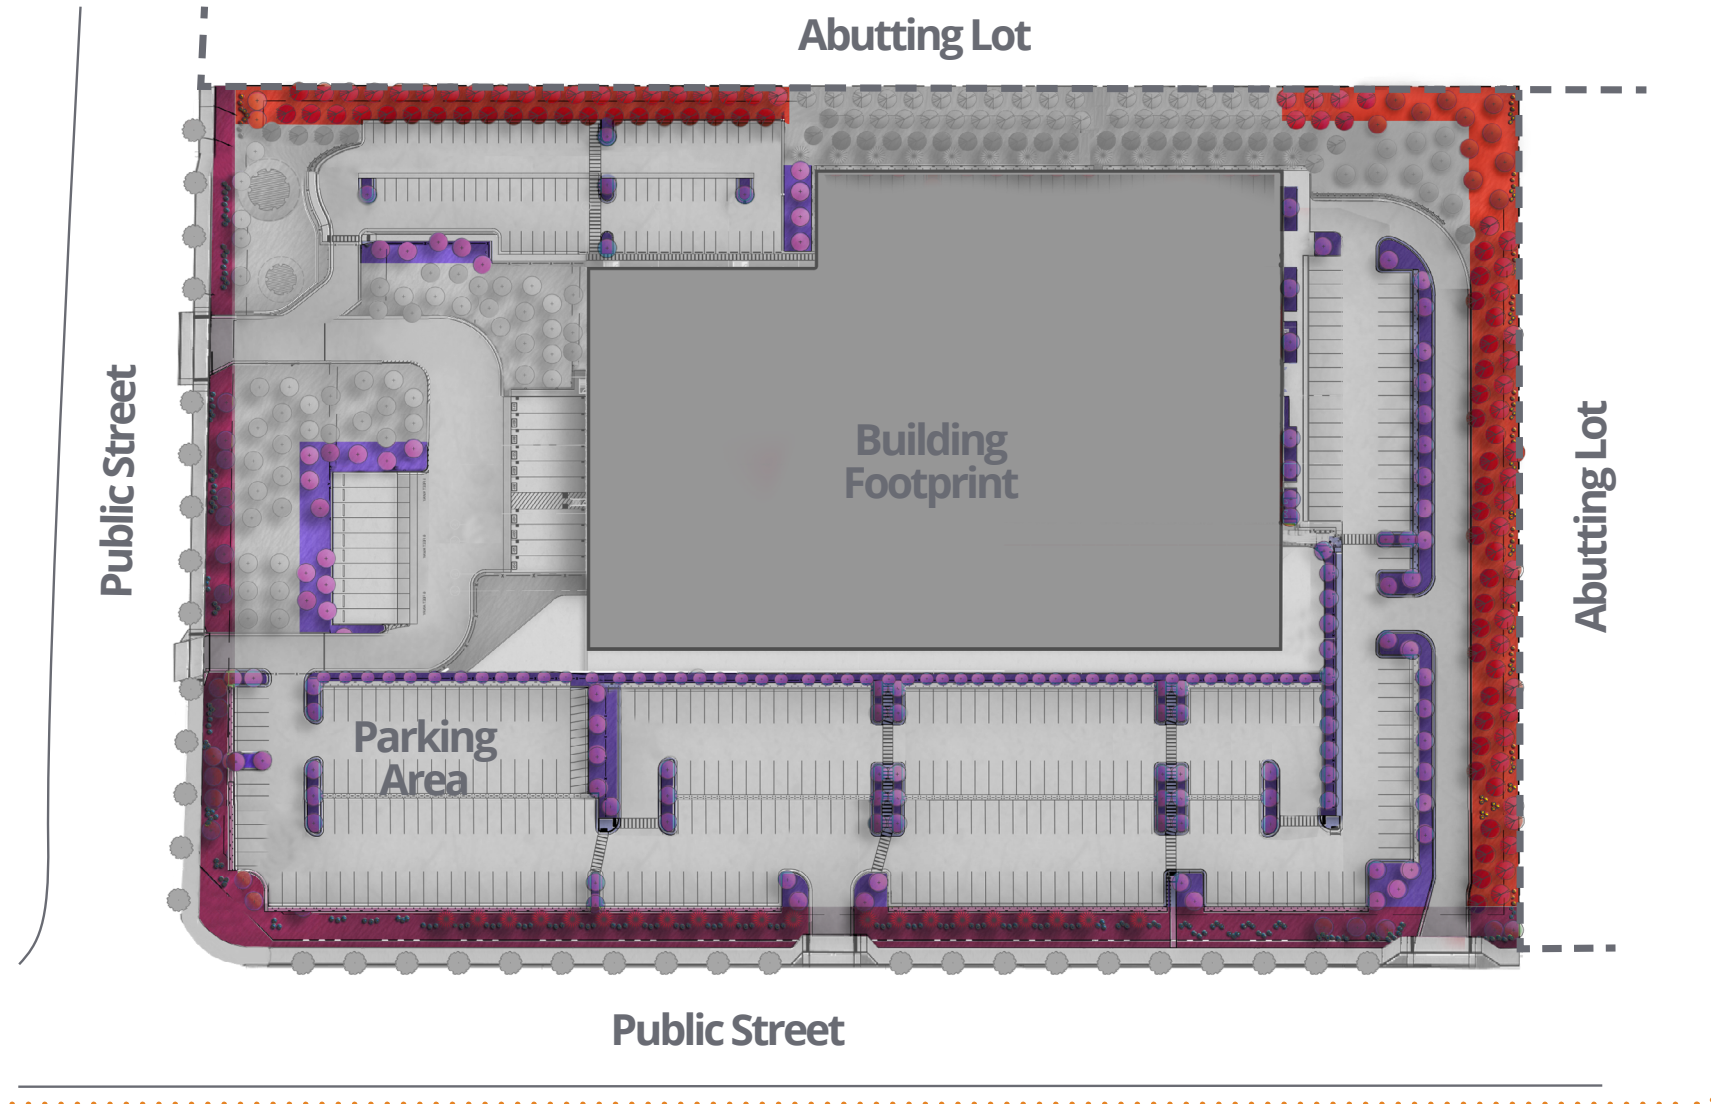 Abutting Lot
Public Street
Building
Footprint
Abutting Lot
Parking
Area
Public Street